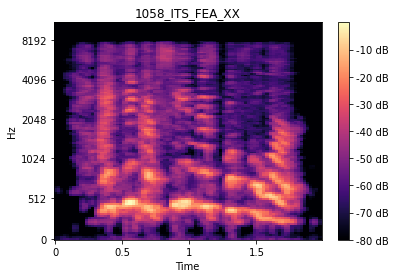 1058_ITS_FEA_XX
8192
4096
2048
1024
512
0
Hz
0
0.5
1
1.5
Time
-10 dB
-20 dB
-30 dB
-40 dB
-50 dB
-60 dB
-70 dB
-80 dB